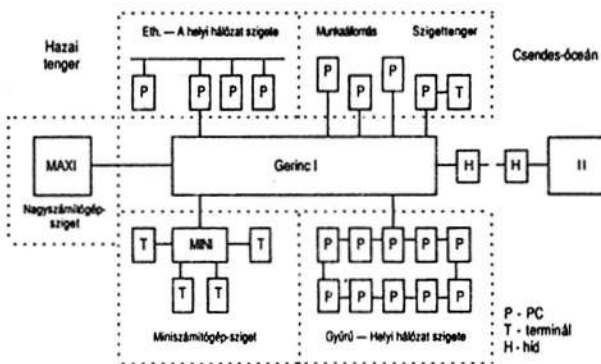 Hazai
tenger
Eth. — A helyi hálózat szigete
Munkaállomás
Szigettenger
Csendes-óceán
P
P
P
P
P
P
P
P
T
MAXI
Nagyszámítógép-
sziget
Gerinc I
H
H
II
T
MINI
T
T
T
Miniszámítógép-sziget
P
P
P
P
P
P
P
P
P
P
Gyűrű — Helyi hálózat szigete
P - PC
T - terminál
H - híd